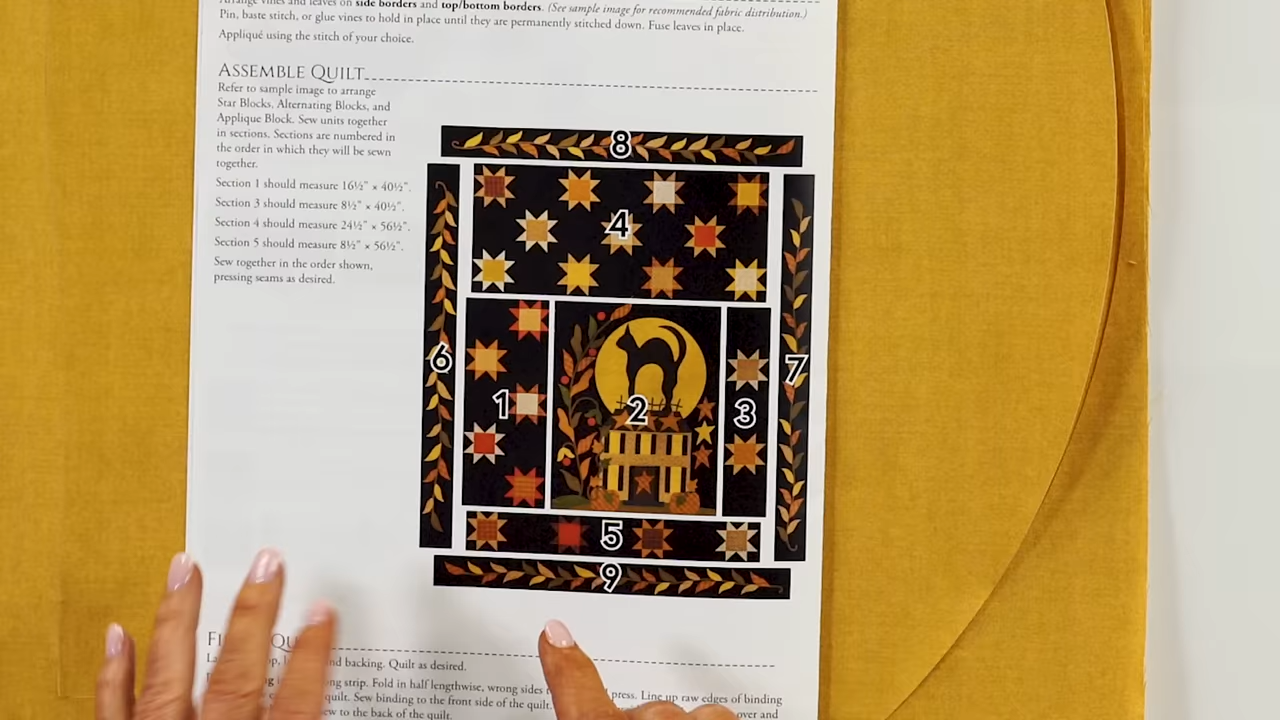 Arrange vines and leaves on side borders and top/bottom borders. (See sample image for recommended fabric distribution.)
Pin, baste stitch, or glue vines to hold in place until they are permanently stitched down. Fuse leaves in place.
Appliqué using the stitch of your choice.
ASSEMBLE QUILT
Refer to sample image to arrange
Star Blocks, Alternating Blocks, and
Applique Block. Sew units together
in sections. Sections are numbered in
the order in which they will be sewn
together.
Section 1 should measure 16½" × 40½".
Section 3 should measure 8½" × 40½".
Section 4 should measure 24½" × 56½".
Section 5 should measure 8½" × 56½".
Sew together in the order shown,
pressing seams as desired.
8
4
6
7
1
2
3
5
9
and backing. Quilt as desired.
strip. Fold in half lengthwise, wrong sides
press. Line up raw edges of binding
quilt. Sew binding to the front side of the quilt.
over and
to the back of the quilt.